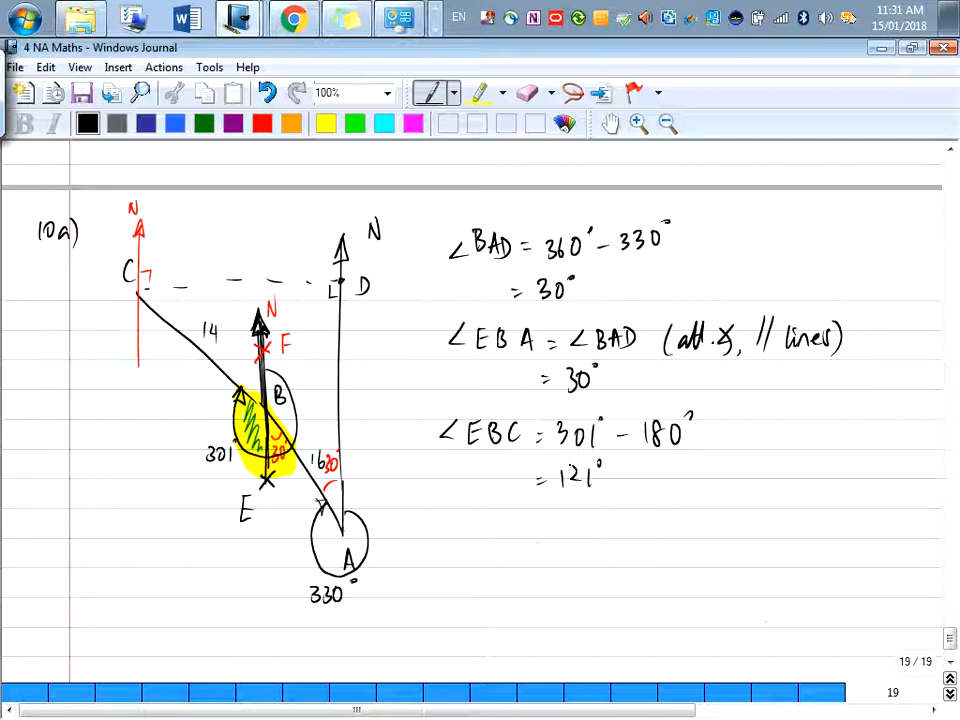 EN
11:31 AM
15/01/2018
4 NA Maths - Windows Journal
File Edit View Insert Actions Tools Help
100%
B I
10a)
N
N
C
D
14
N
F
B
301°
30°
16
30°
E
A
330°
∠BAD = 360° - 330°
= 30°
∠EBA = ∠BAD (alt. ∠, // lines)
= 30°
∠EBC = 301° - 180°
= 121°
19 / 19
19